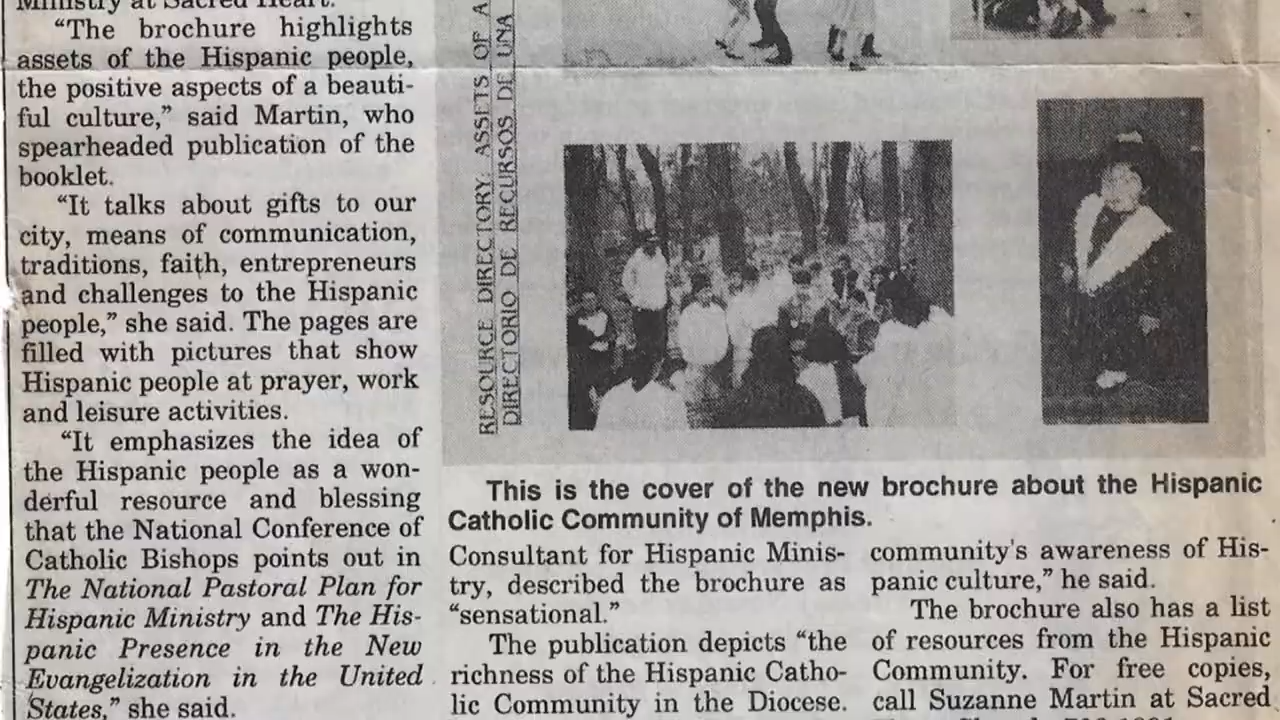 Ministry at Sacred Heart.
“The brochure highlights
assets of the Hispanic people,
the positive aspects of a beauti-
ful culture,” said Martin, who
spearheaded publication of the
booklet.
“It talks about gifts to our
city, means of communication,
traditions, faith, entrepreneurs
and challenges to the Hispanic
people,” she said. The pages are
filled with pictures that show
Hispanic people at prayer, work
and leisure activities.
“It emphasizes the idea of
the Hispanic people as a won-
derful resource and blessing
that the National Conference of
Catholic Bishops points out in
The National Pastoral Plan for
Hispanic Ministry and The His-
panic Presence in the New
Evangelization in the United
States,” she said.
RESOURCE DIRECTORY: ASSETS OF A
DIRECTORIO DE RECURSOS DE UNA
This is the cover of the new brochure about the Hispanic
Catholic Community of Memphis.
Consultant for Hispanic Minis-
try, described the brochure as
“sensational.”
The publication depicts “the
richness of the Hispanic Catho-
lic Community in the Diocese.
community's awareness of His-
panic culture,” he said.
The brochure also has a list
of resources from the Hispanic
Community. For free copies,
call Suzanne Martin at Sacred